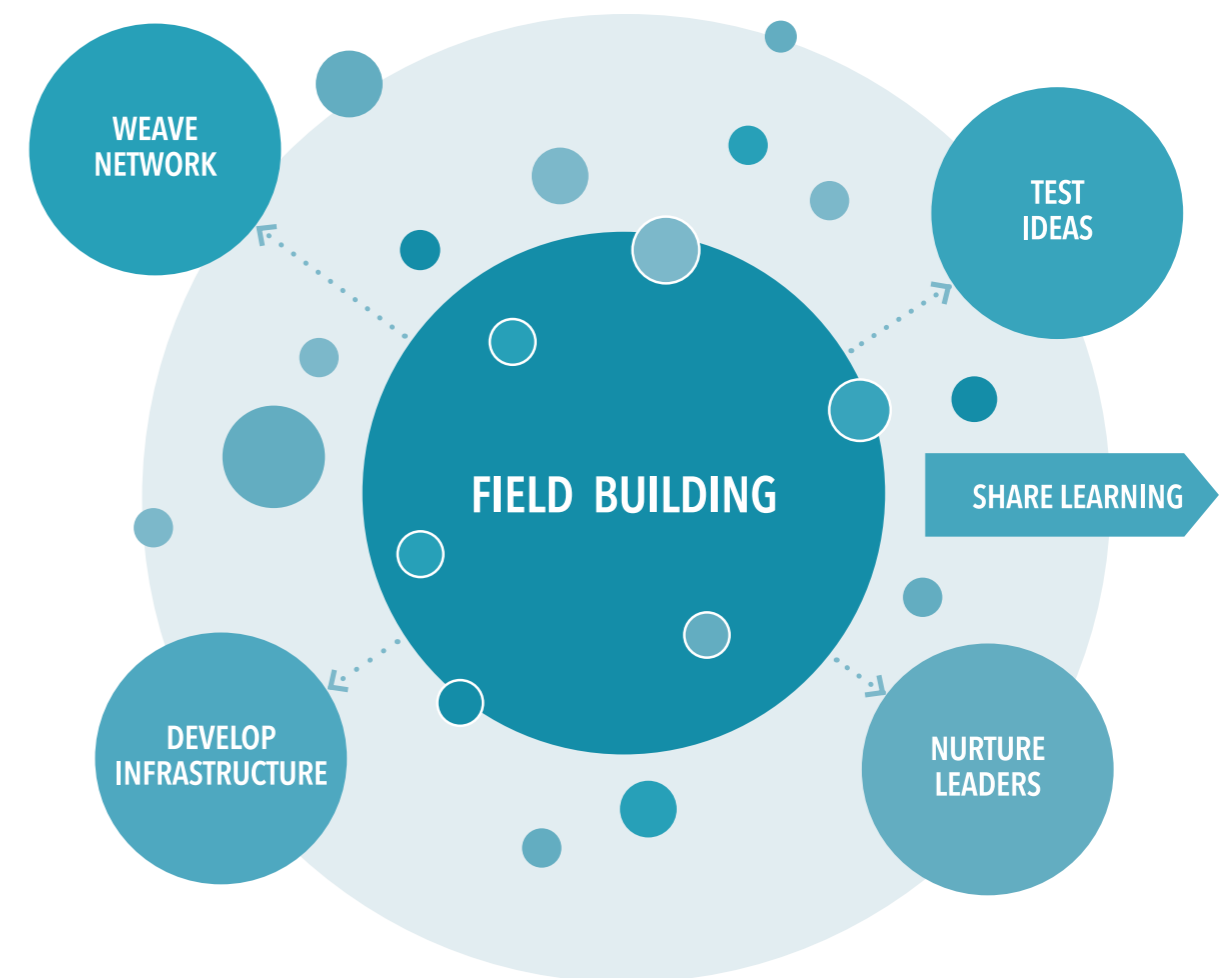 WEAVE
NETWORK
TEST
IDEAS
FIELD BUILDING
SHARE LEARNING
DEVELOP
INFRASTRUCTURE
NURTURE
LEADERS